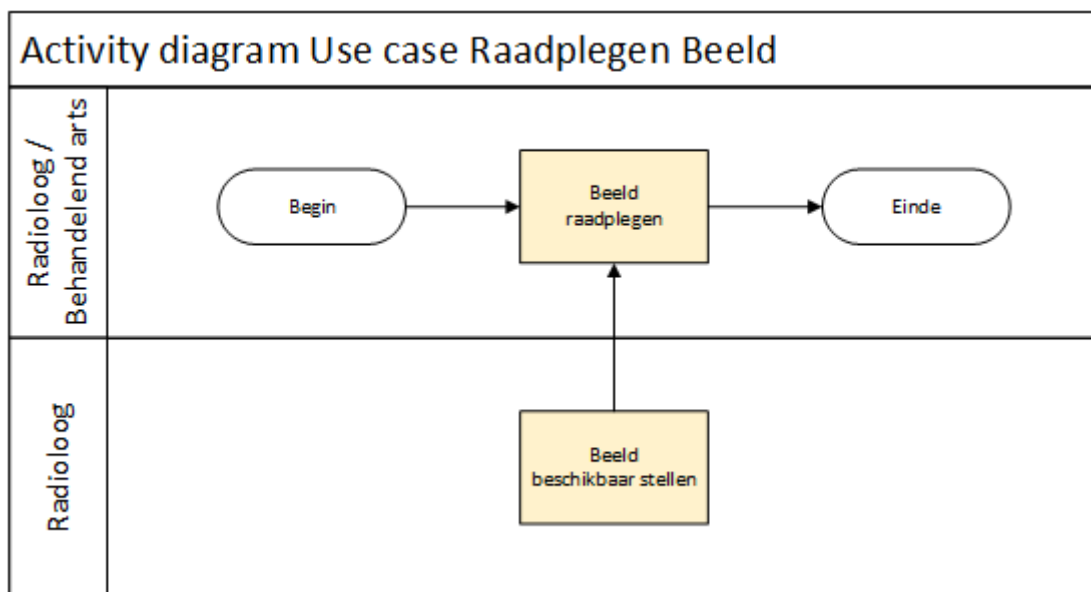 Activity diagram Use case Raadplegen Beeld
Radioloog /
Behandelend arts
Begin
Beeld
raadplegen
Einde
Radioloog
Beeld
beschikbaar stellen